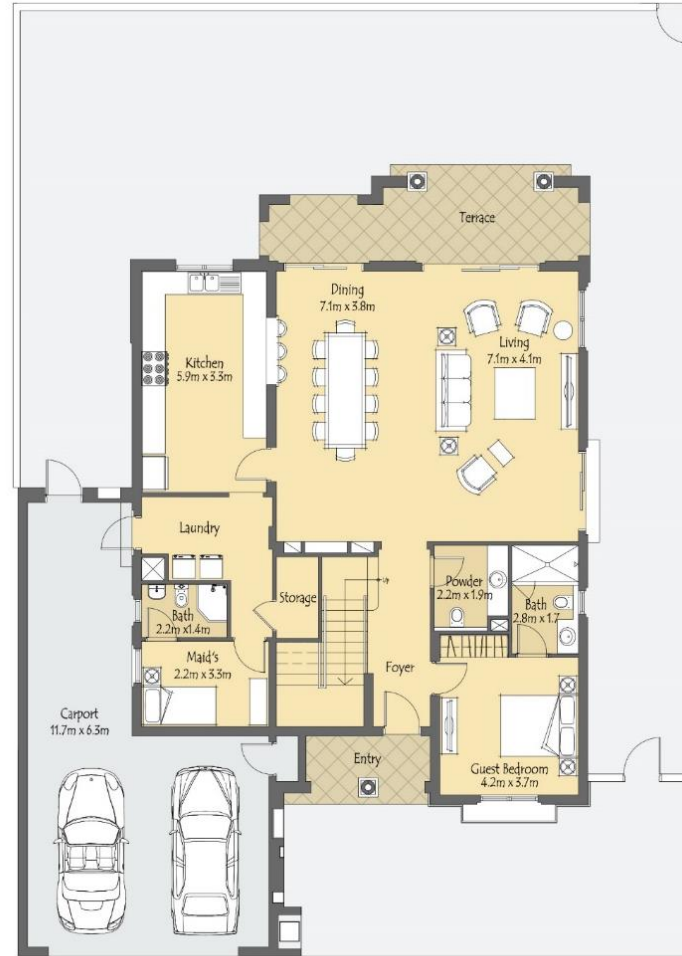 Terrace
Dining
7.1m x 3.8m
Living
7.1m x 4.1m
Kitchen
5.9m x 3.3m
Laundry
Storage
Powder
2.2m x 1.9m
Bath
2.8m x 1.7
Bath
2.2m x1.4m
Maid's
2.2m x 3.3m
Foyer
Carport
11.7m x 6.3m
Entry
Guest Bedroom
4.2m x 3.7m